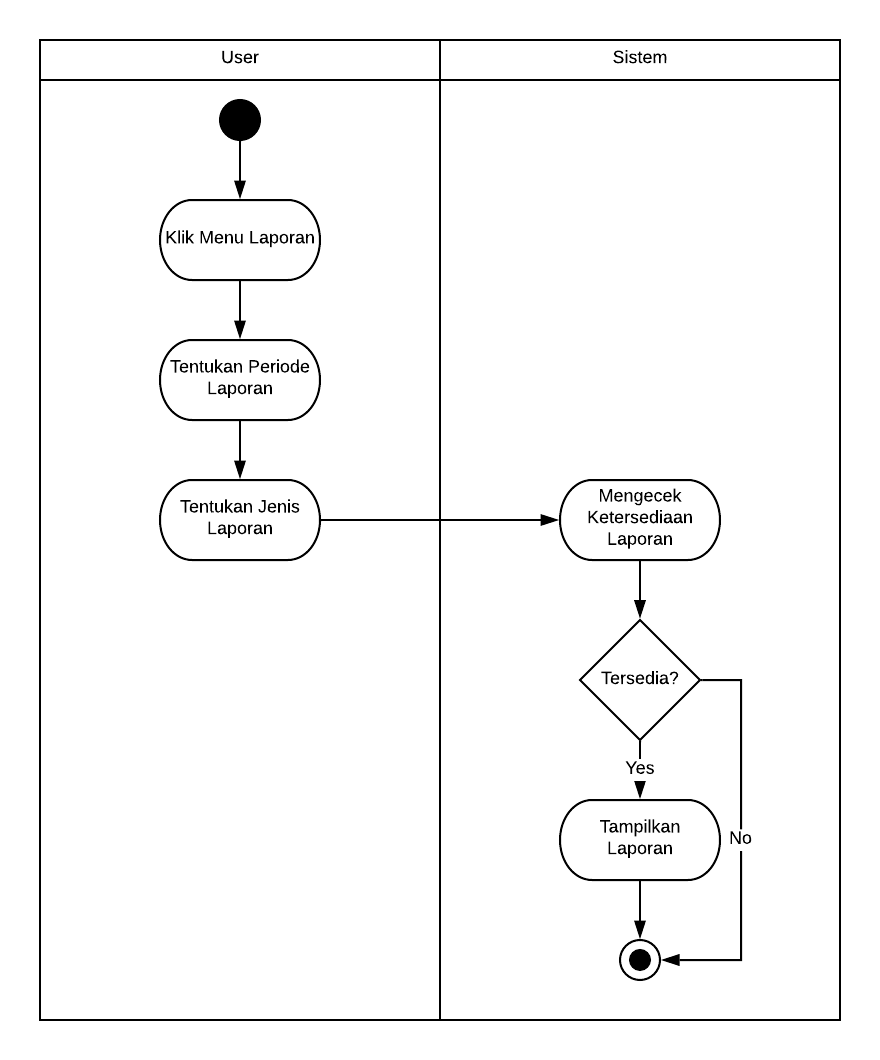 User
Sistem
Klik Menu Laporan
Tentukan Periode
Laporan
Tentukan Jenis
Laporan
Mengecek
Ketersediaan
Laporan
Tersedia?
Yes
Tampilkan
Laporan
No